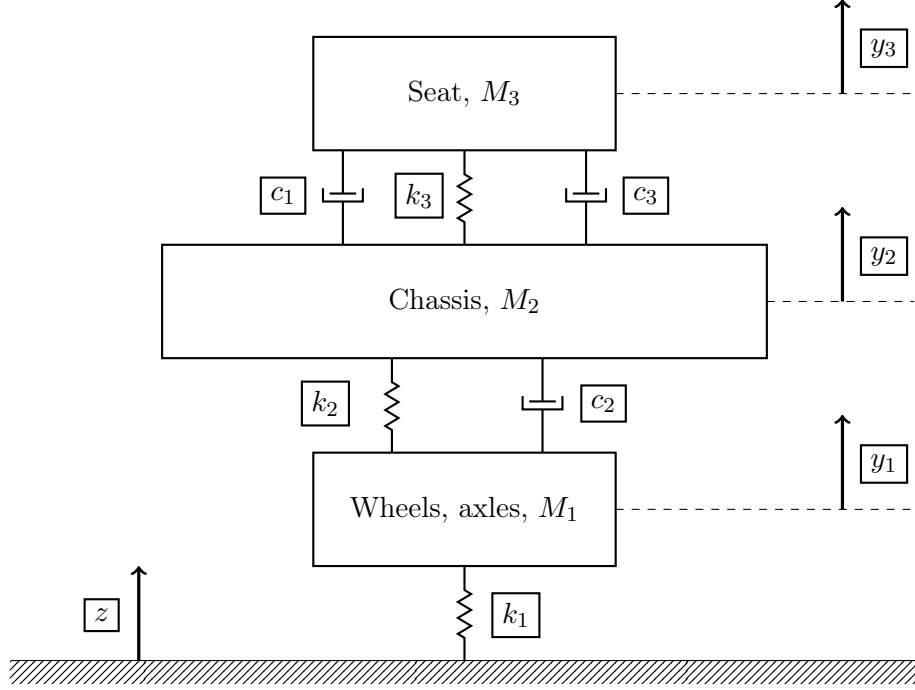 y₃
Seat, M₃
c₁
k₃
c₃
y₂
Chassis, M₂
k₂
c₂
y₁
Wheels, axles, M₁
z
k₁